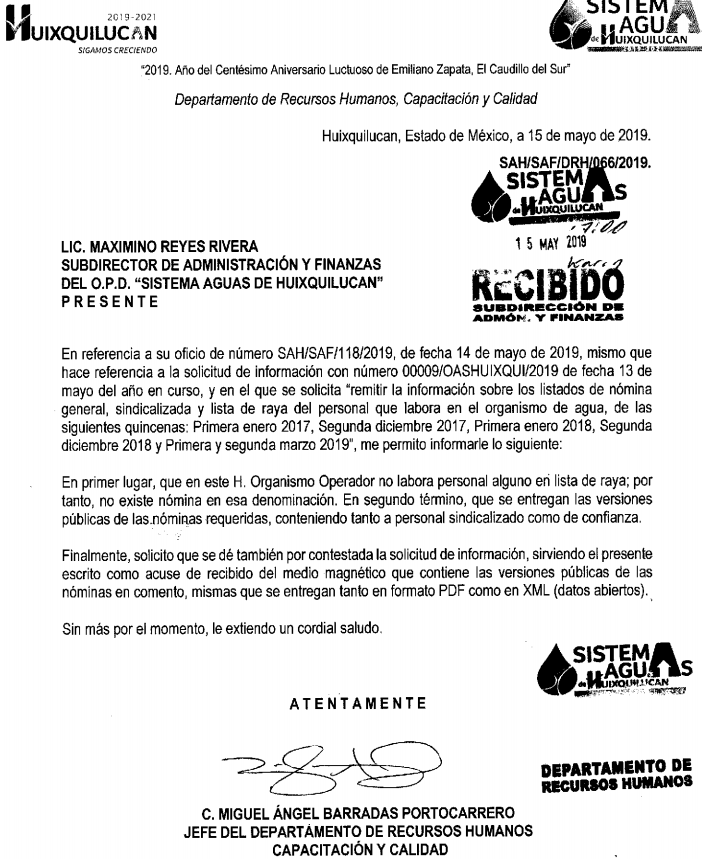 2019-2021
HUIXQUILUCAN
SIGAMOS CRECIENDO
SISTEMA
AGUAS
de HUIXQUILUCAN
"2019. Año del Centésimo Aniversario Luctuoso de Emiliano Zapata, El Caudillo del Sur"
Departamento de Recursos Humanos, Capacitación y Calidad
Huixquilucan, Estado de México, a 15 de mayo de 2019.
SAH/SAF/DRH/066/2019.
SISTEMA
AGUAS
de HUIXQUILUCAN
17:00
15 MAY 2019
RECIBIDO
SUBDIRECCIÓN DE
ADMÓN. Y FINANZAS
LIC. MAXIMINO REYES RIVERA
SUBDIRECTOR DE ADMINISTRACIÓN Y FINANZAS
DEL O.P.D. "SISTEMA AGUAS DE HUIXQUILUCAN"
P R E S E N T E
En referencia a su oficio de número SAH/SAF/118/2019, de fecha 14 de mayo de 2019, mismo que
hace referencia a la solicitud de información con número 00009/OASHUIXQUI/2019 de fecha 13 de
mayo del año en curso, y en el que se solicita "remitir la información sobre los listados de nómina
general, sindicalizada y lista de raya del personal que labora en el organismo de agua, de las
siguientes quincenas: Primera enero 2017, Segunda diciembre 2017, Primera enero 2018, Segunda
diciembre 2018 y Primera y segunda marzo 2019", me permito informarle lo siguiente:
En primer lugar, que en este H. Organismo Operador no labora personal alguno en lista de raya; por
tanto, no existe nómina en esa denominación. En segundo término, que se entregan las versiones
públicas de las nóminas requeridas, conteniendo tanto a personal sindicalizado como de confianza.
Finalmente, solicito que se dé también por contestada la solicitud de información, sirviendo el presente
escrito como acuse de recibido del medio magnético que contiene las versiones públicas de las
nóminas en comento, mismas que se entregan tanto en formato PDF como en XML (datos abiertos).
Sin más por el momento, le extiendo un cordial saludo.
SISTEMA
AGUAS
de HUIXQUILUCAN
A T E N T A M E N T E
DEPARTAMENTO DE
RECURSOS HUMANOS
C. MIGUEL ÁNGEL BARRADAS PORTOCARRERO
JEFE DEL DEPARTAMENTO DE RECURSOS HUMANOS
CAPACITACIÓN Y CALIDAD